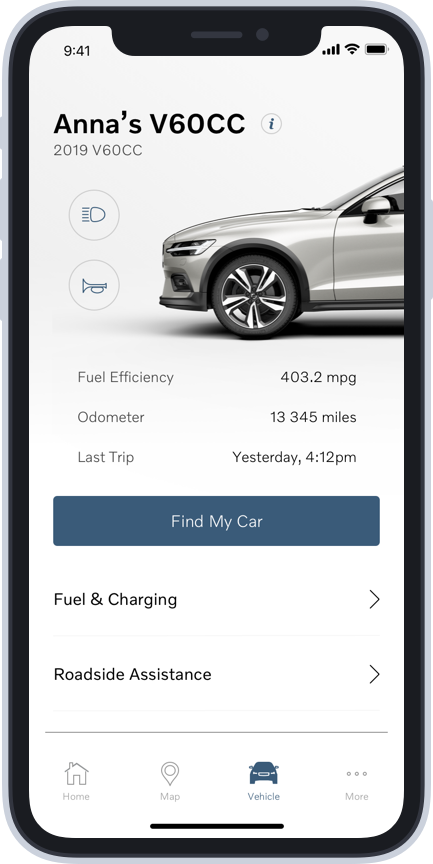 9:41
Anna’s V60CC i
2019 V60CC
Fuel Efficiency 403.2 mpg
Odometer 13 345 miles
Last Trip Yesterday, 4:12pm
Find My Car
Fuel & Charging
Roadside Assistance
Home Map Vehicle More